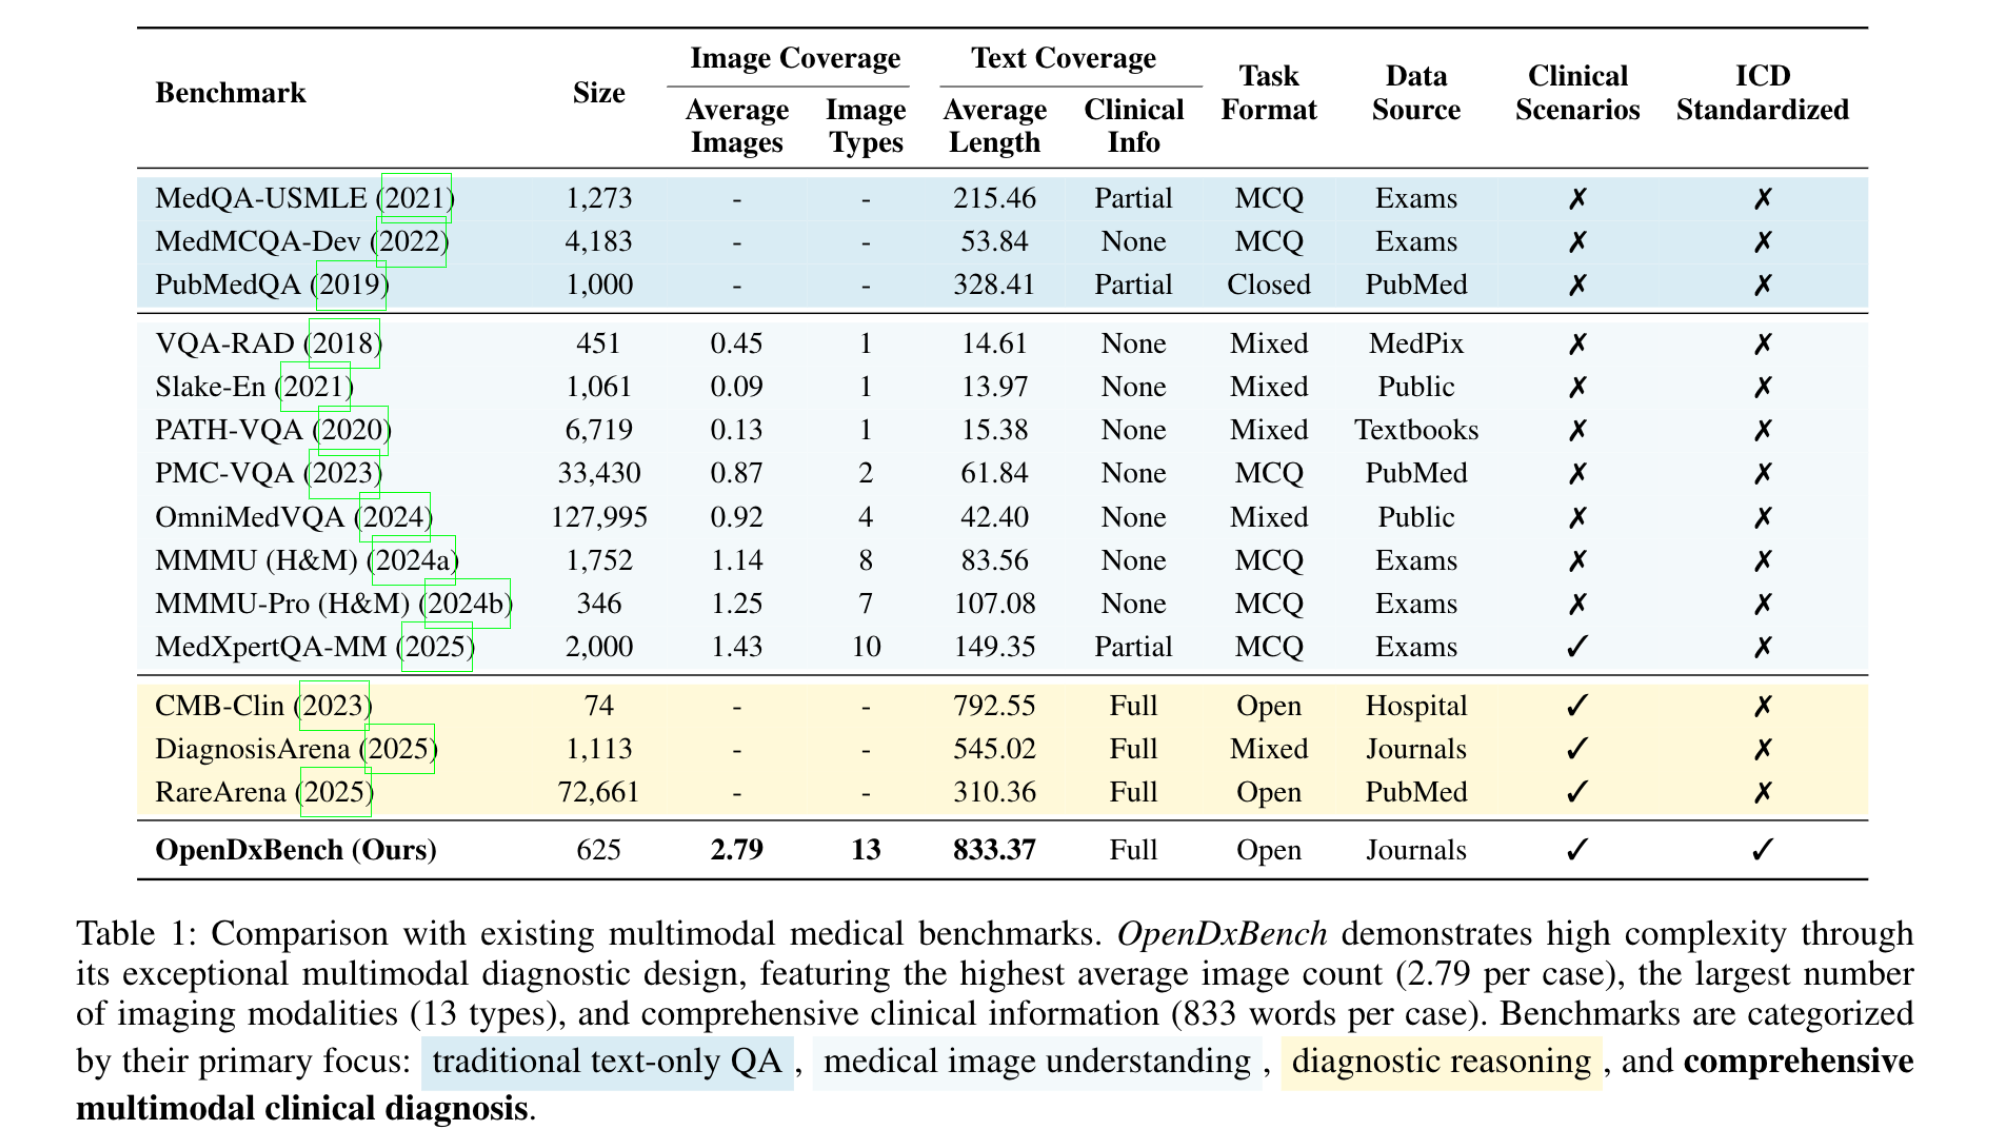 Image Coverage Text Coverage
Benchmark Size Average Images Image Types Average Length Clinical Info Task Format Data Source Clinical Scenarios ICD Standardized
MedQA-USMLE (2021) 1,273 - - 215.46 Partial MCQ Exams ✗ ✗
MedMCQA-Dev (2022) 4,183 - - 53.84 None MCQ Exams ✗ ✗
PubMedQA (2019) 1,000 - - 328.41 Partial Closed PubMed ✗ ✗
VQA-RAD (2018) 451 0.45 1 14.61 None Mixed MedPix ✗ ✗
Slake-En (2021) 1,061 0.09 1 13.97 None Mixed Public ✗ ✗
PATH-VQA (2020) 6,719 0.13 1 15.38 None Mixed Textbooks ✗ ✗
PMC-VQA (2023) 33,430 0.87 2 61.84 None MCQ PubMed ✗ ✗
OmniMedVQA (2024) 127,995 0.92 4 42.40 None Mixed Public ✗ ✗
MMMU (H&M) (2024a) 1,752 1.14 8 83.56 None MCQ Exams ✗ ✗
MMMU-Pro (H&M) (2024b) 346 1.25 7 107.08 None MCQ Exams ✗ ✗
MedXpertQA-MM (2025) 2,000 1.43 10 149.35 Partial MCQ Exams ✓ ✗
CMB-Clin (2023) 74 - - 792.55 Full Open Hospital ✓ ✗
DiagnosisArena (2025) 1,113 - - 545.02 Full Mixed Journals ✓ ✗
RareArena (2025) 72,661 - - 310.36 Full Open PubMed ✓ ✗
OpenDxBench (Ours) 625 2.79 13 833.37 Full Open Journals ✓ ✓
Table 1: Comparison with existing multimodal medical benchmarks. OpenDxBench demonstrates high complexity through
its exceptional multimodal diagnostic design, featuring the highest average image count (2.79 per case), the largest number
of imaging modalities (13 types), and comprehensive clinical information (833 words per case). Benchmarks are categorized
by their primary focus: traditional text-only QA , medical image understanding , diagnostic reasoning , and comprehensive
multimodal clinical diagnosis.